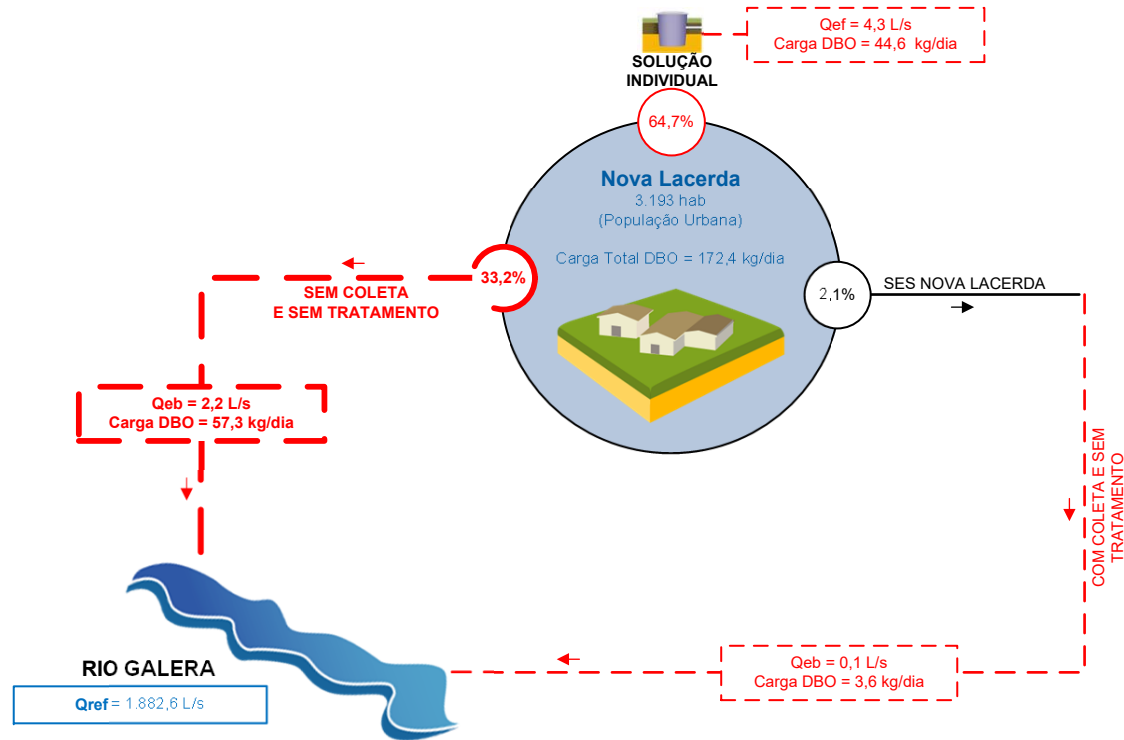 Qef = 4,3 L/s
Carga DBO = 44,6 kg/dia
SOLUÇÃO
INDIVIDUAL
64,7%
Nova Lacerda
3.193 hab
(População Urbana)
Carga Total DBO = 172,4 kg/dia
33,2%
SEM COLETA
E SEM TRATAMENTO
2,1%
SES NOVA LACERDA
Qeb = 2,2 L/s
Carga DBO = 57,3 kg/dia
COM COLETA E SEM
TRATAMENTO
Qeb = 0,1 L/s
Carga DBO = 3,6 kg/dia
RIO GALERA
Qref = 1.882,6 L/s